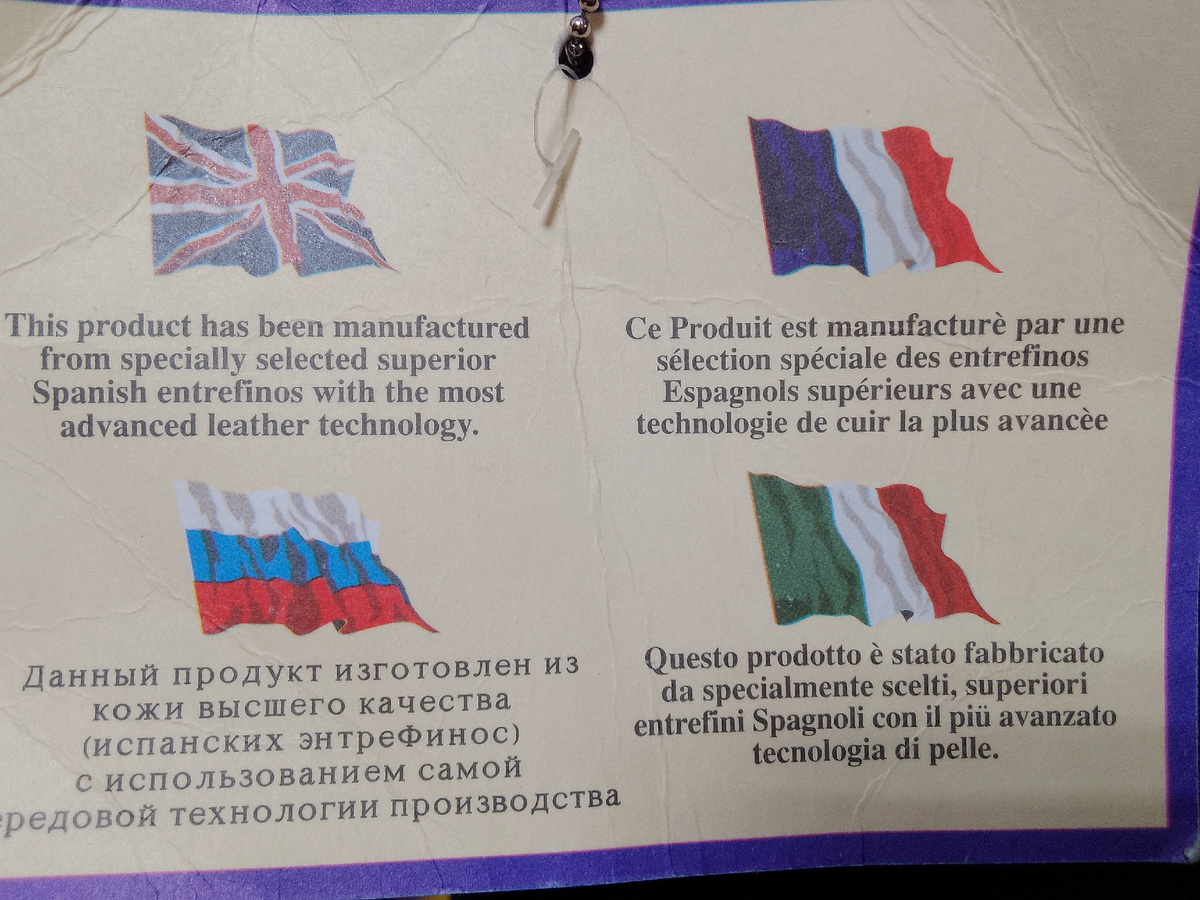 This product has been manufactured
from specially selected superior
Spanish entrefinos with the most
advanced leather technology.
Ce Produit est manufacturè par une
sélection spéciale des entrefinos
Espagnols supérieurs avec une
technologie de cuir la plus avancèe
Данный продукт изготовлен из
кожи высшего качества
(испанских энтреФинос)
с использованием самой
ередовой технологии производства
Questo prodotto è stato fabbricato
da specialmente scelti, superiori
entrefini Spagnoli con il piü avanzato
tecnologia di pelle.